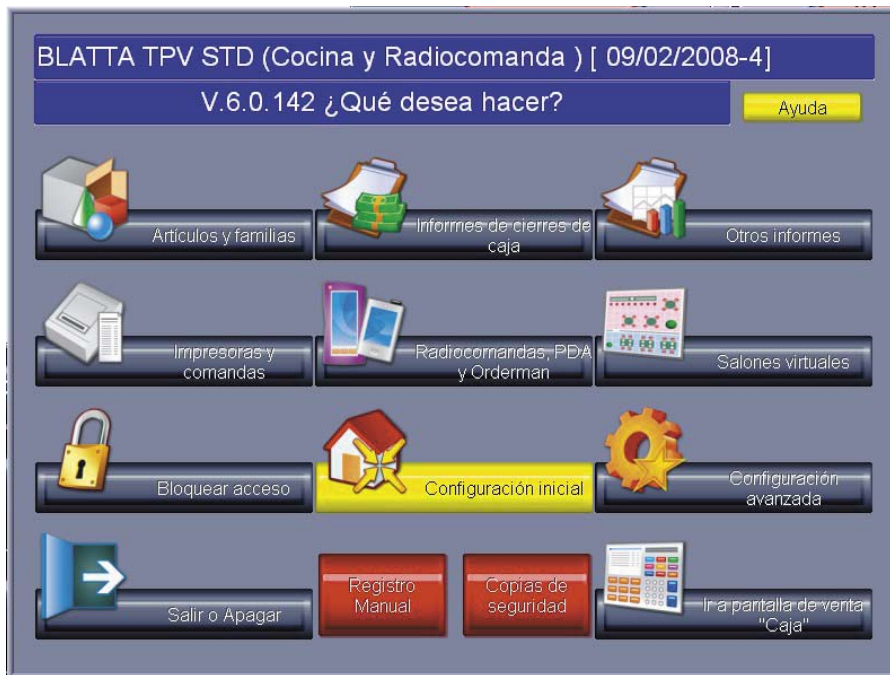 BLATTA TPV STD (Cocina y Radiocomanda ) [ 09/02/2008-4]
V.6.0.142 ¿Qué desea hacer?
Ayuda
Artículos y familias
Informes de cierres de
caja
Otros informes
Impresoras y
comandas
Radiocomandas, PDA
y Orderman
Salones virtuales
Bloquear acceso
Configuración inicial
Configuración
avanzada
Salir o Apagar
Registro
Manual
Copias de
seguridad
Ir a pantalla de venta
"Caja"